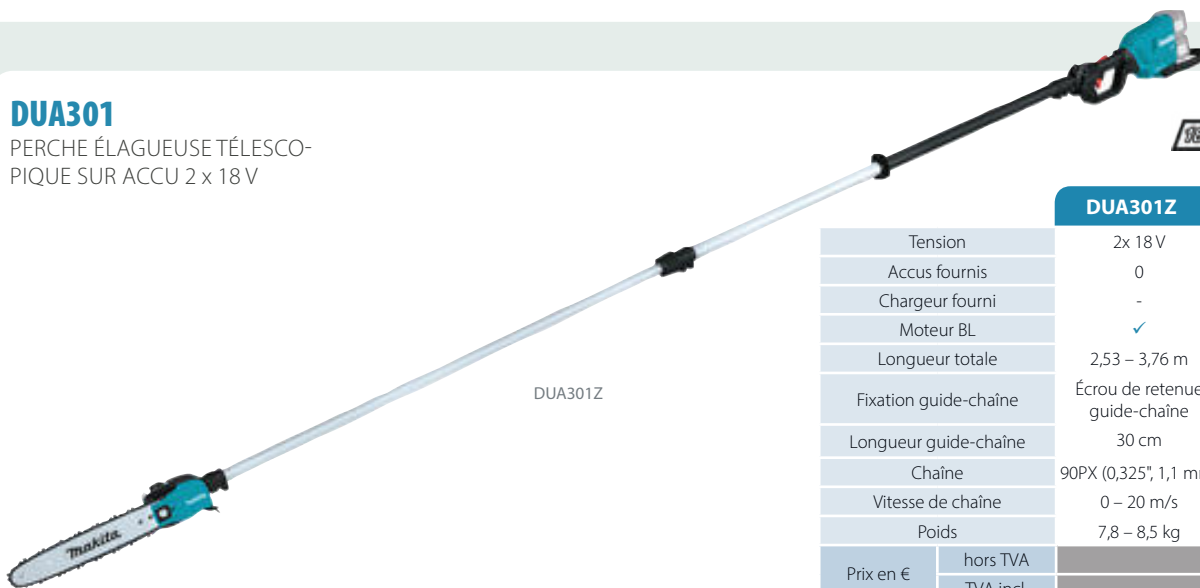 DUA301
PERCHE ÉLAGUEUSE TÉLESCO-
PIQUE SUR ACCU 2 x 18 V
DUA301Z
makita
DUA301Z
Tension 2x 18 V
Accus fournis 0
Chargeur fourni -
Moteur BL ✓
Longueur totale 2,53 – 3,76 m
Fixation guide-chaîne Écrou de retenue
guide-chaîne
Longueur guide-chaîne 30 cm
Chaîne 90PX (0,325", 1,1 m
Vitesse de chaîne 0 – 20 m/s
Poids 7,8 – 8,5 kg
Prix en € hors TVA
TVA incl